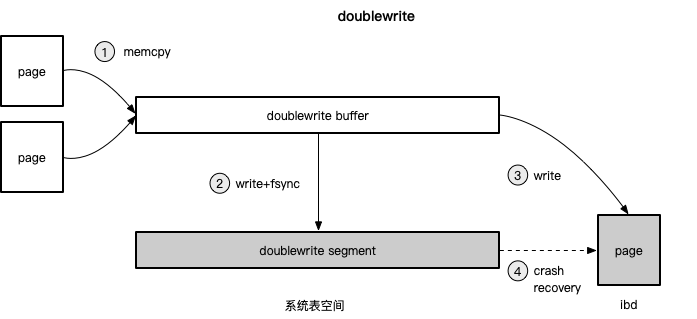 doublewrite
1 memcpy
page
page
doublewrite buffer
2 write+fsync
3 write
doublewrite segment
page
4 crash
recovery
系统表空间
ibd